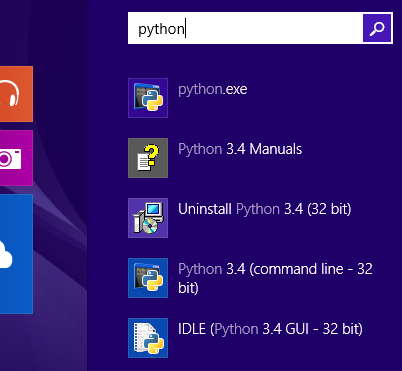 python
python.exe
Python 3.4 Manuals
Uninstall Python 3.4 (32 bit)
Python 3.4 (command line - 32
bit)
IDLE (Python 3.4 GUI - 32 bit)